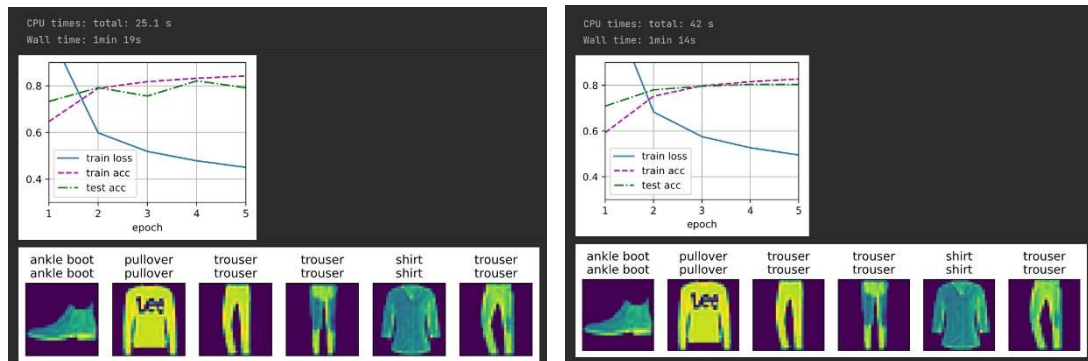 CPU times: total: 25.1 s
Wall time: 1min 19s
0.8
0.6
0.4
train loss
train acc
test acc
1 2 3 4 5
epoch
ankle boot pullover trouser trouser shirt trouser
ankle boot pullover trouser trouser shirt trouser
Lee
CPU times: total: 42 s
Wall time: 1min 14s
0.8
0.6
0.4
train loss
train acc
test acc
1 2 3 4 5
epoch
ankle boot pullover trouser trouser shirt trouser
ankle boot pullover trouser trouser shirt trouser
Lee